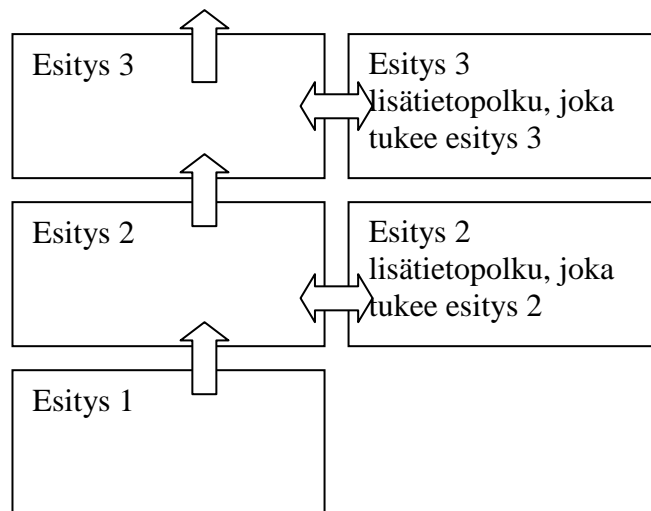 Esitys 3
Esitys 3
lisätietopolku, joka
tukee esitys 3
Esitys 2
Esitys 2
lisätietopolku, joka
tukee esitys 2
Esitys 1